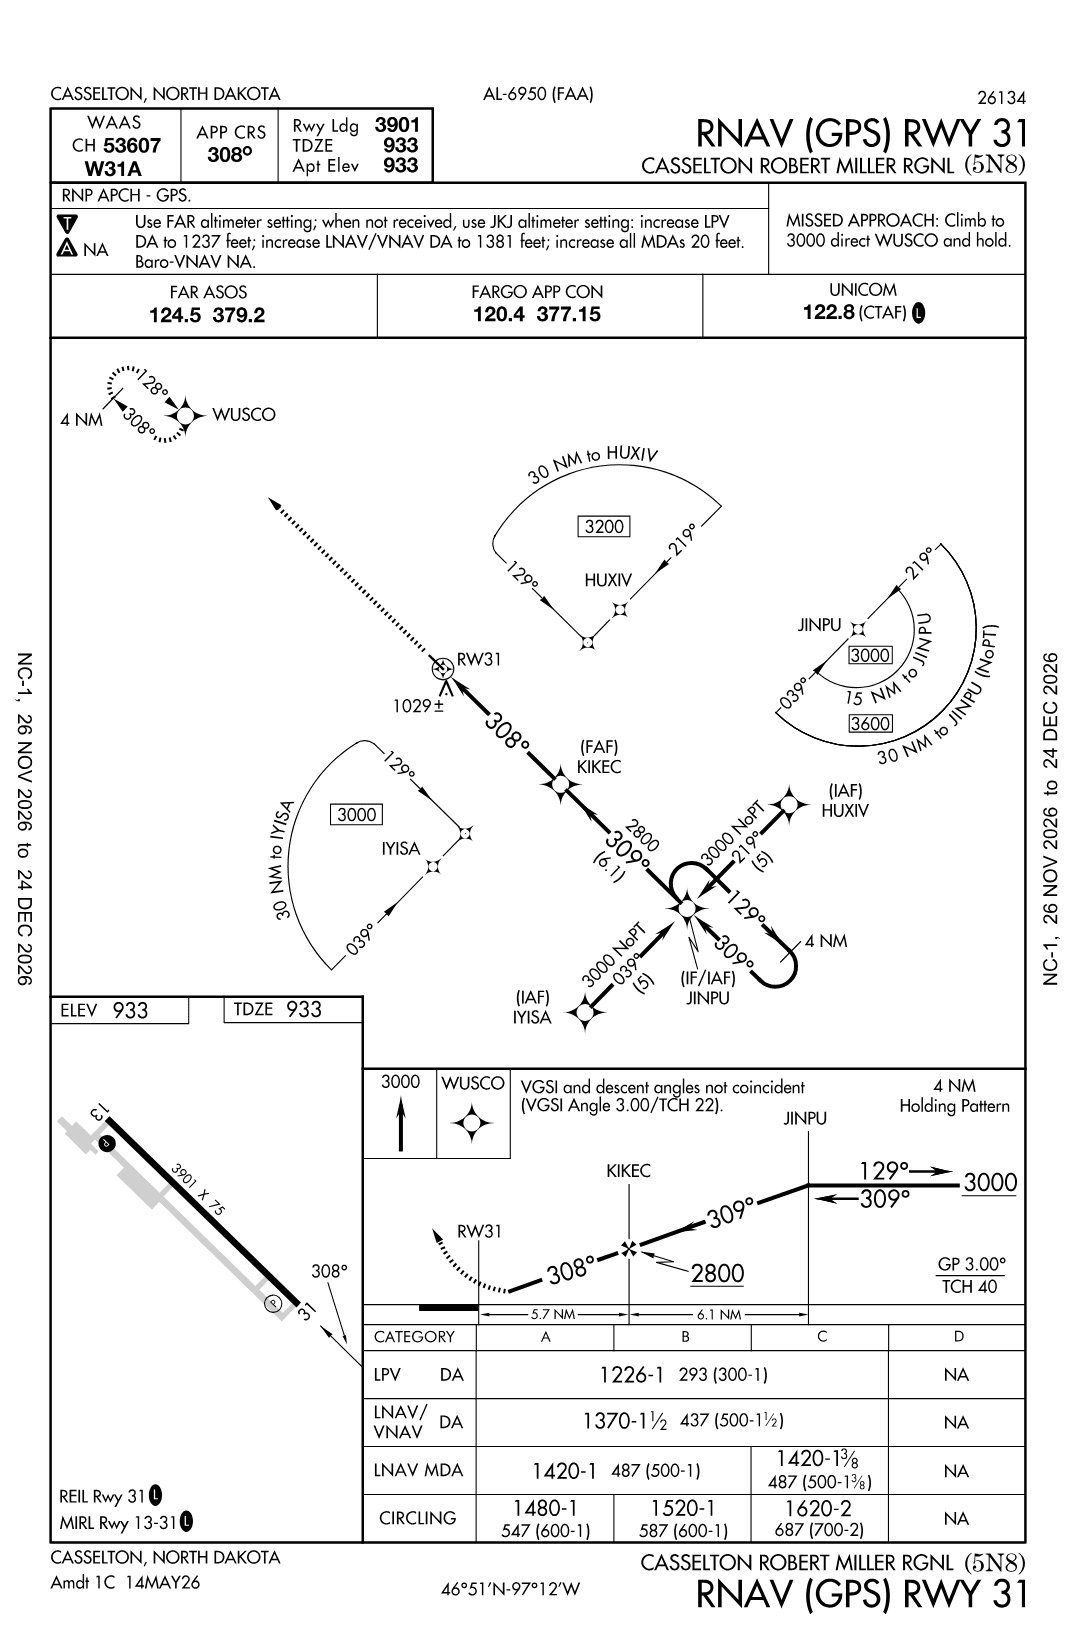 CASSELTON, NORTH DAKOTA
AL-6950 (FAA)
26134
WAAS
CH 53607
W31A
APP CRS
308°
Rwy Ldg 3901
TDZE 933
Apt Elev 933
RNAV (GPS) RWY 31
CASSELTON ROBERT MILLER RGNL (5N8)
RNP APCH - GPS.
T
A NA
Use FAR altimeter setting; when not received, use JKJ altimeter setting: increase LPV
DA to 1237 feet; increase LNAV/VNAV DA to 1381 feet; increase all MDAs 20 feet.
Baro-VNAV NA.
MISSED APPROACH: Climb to
3000 direct WUSCO and hold.
FAR ASOS
124.5 379.2
FARGO APP CON
120.4 377.15
UNICOM
122.8 (CTAF) L
128°
308°
4 NM
WUSCO
30 NM to HUXIV
3200
129°
219°
HUXIV
219°
JINPU
3000
039°
15 NM to JINPU
3600
30 NM to JINPU (NoPT)
RW31
1029±
308°
(FAF)
KIKEC
129°
3000
IYISA
30 NM to IYISA
039°
2800
309°
(6.1)
(IAF)
HUXIV
3000 NoPT
219°
(5)
129°
309°
4 NM
3000 NoPT
039°
(5)
(IF/IAF)
JINPU
(IAF)
IYISA
NC-1, 26 NOV 2026 to 24 DEC 2026
NC-1, 26 NOV 2026 to 24 DEC 2026
ELEV 933
TDZE 933
13
P
3901 X 75
P
31
308°
REIL Rwy 31 L
MIRL Rwy 13-31 L
3000
WUSCO
VGSI and descent angles not coincident
(VGSI Angle 3.00/TCH 22).
4 NM
Holding Pattern
JINPU
KIKEC
RW31
129°
309°
3000
309°
308°
2800
GP 3.00°
TCH 40
5.7 NM
6.1 NM
CATEGORY A B C D
LPV DA 1226-1 293 (300-1) NA
LNAV/
VNAV DA 1370-1½ 437 (500-1½) NA
LNAV MDA 1420-1 487 (500-1) 1420-1⅜
487 (500-1⅜) NA
CIRCLING 1480-1 1520-1 1620-2 NA
547 (600-1) 587 (600-1) 687 (700-2)
CASSELTON, NORTH DAKOTA
Amdt 1C 14MAY26
46°51'N-97°12'W
CASSELTON ROBERT MILLER RGNL (5N8)
RNAV (GPS) RWY 31